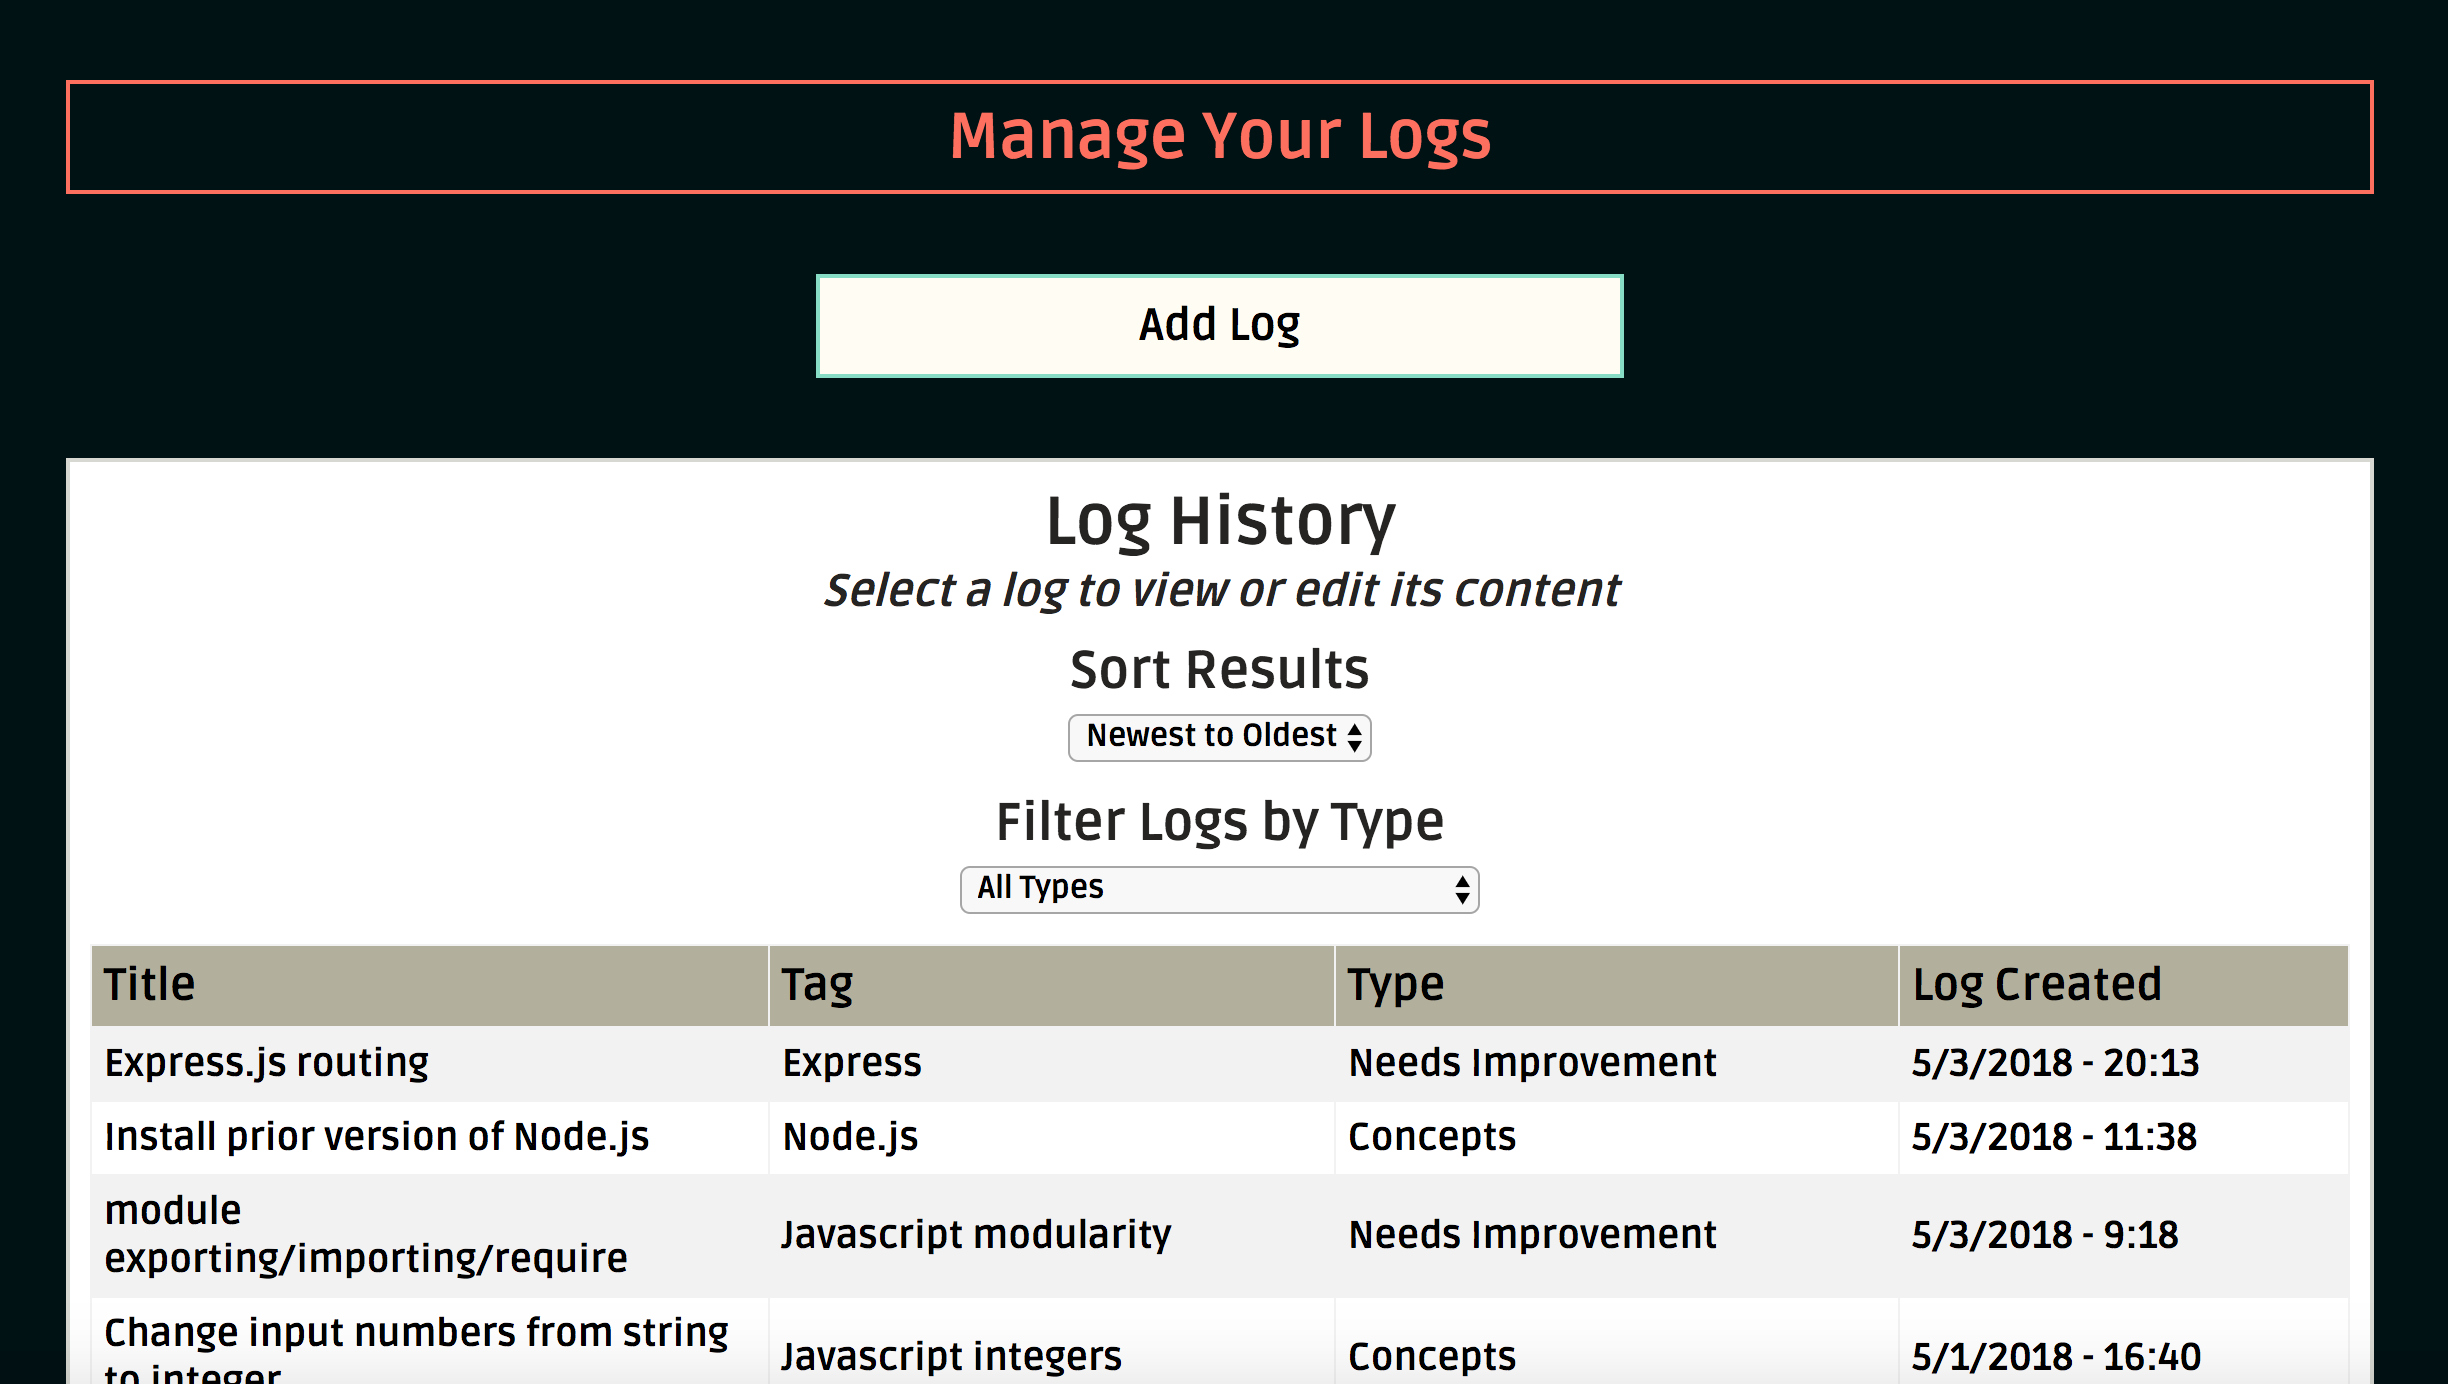 Manage Your Logs
Add Log
Log History
Select a log to view or edit its content
Sort Results
Newest to Oldest
Filter Logs by Type
All Types
Title Tag Type Log Created
Express.js routing Express Needs Improvement 5/3/2018 - 20:13
Install prior version of Node.js Node.js Concepts 5/3/2018 - 11:38
module
exporting/importing/require Javascript modularity Needs Improvement 5/3/2018 - 9:18
Change input numbers from string
to integer Javascript integers Concepts 5/1/2018 - 16:40